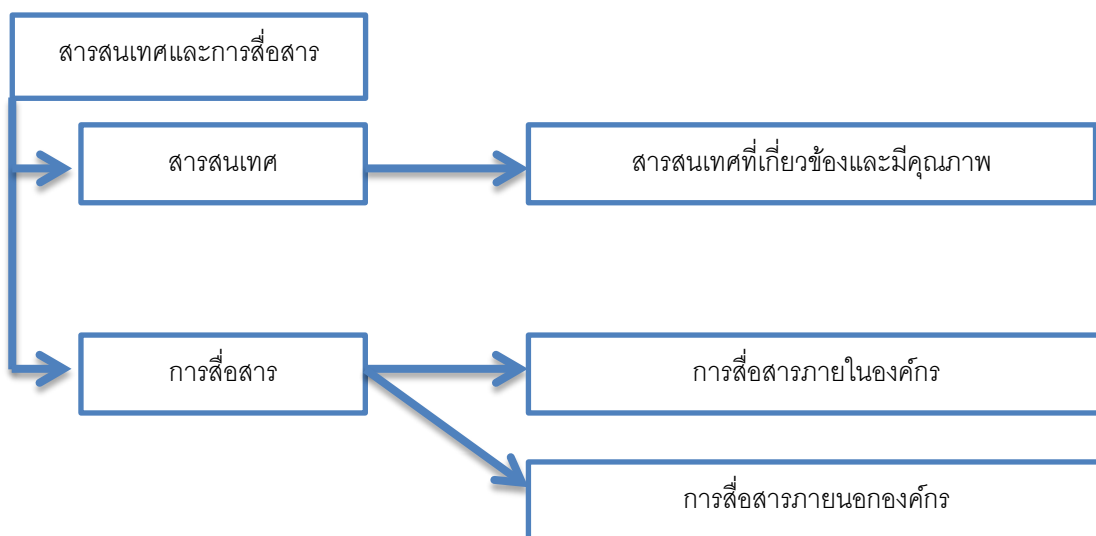 สารสนเทศและการสื่อสาร
สารสนเทศ
สารสนเทศที่เกี่ยวข้องและมีคุณภาพ
การสื่อสาร
การสื่อสารภายในองค์กร
การสื่อสารภายนอกองค์กร